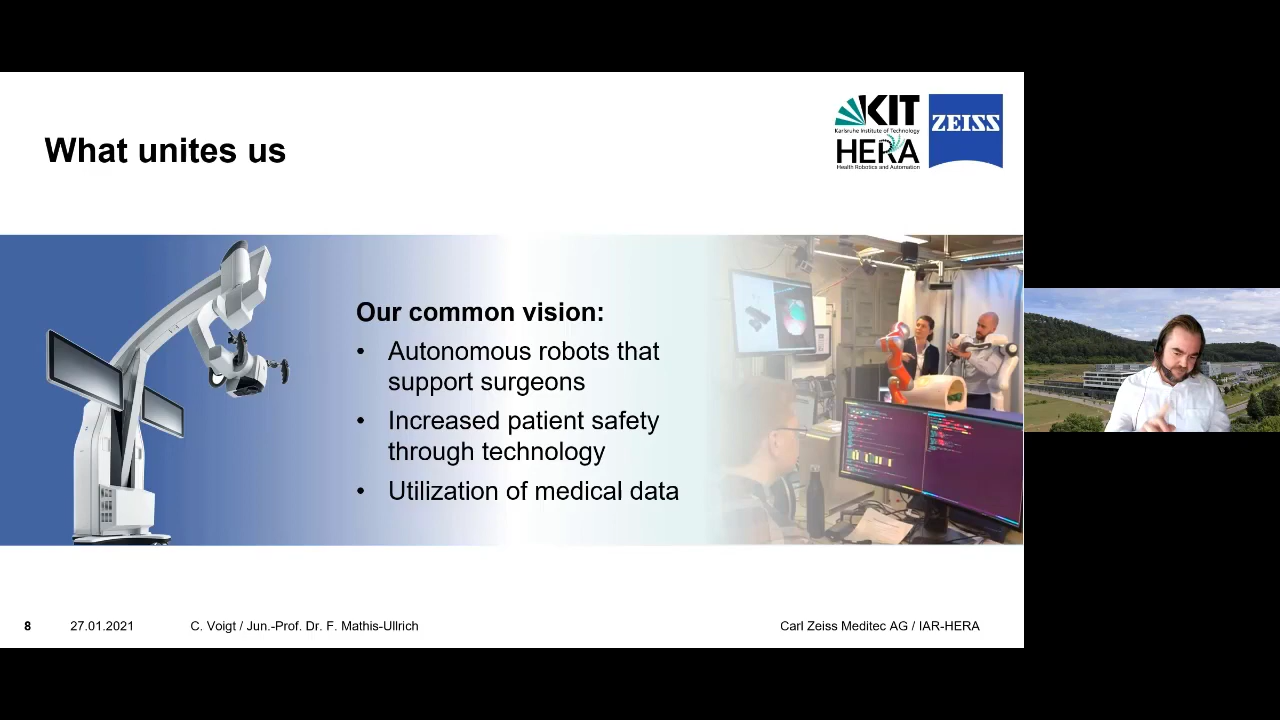 What unites us
KIT
Karlsruhe Institute of Technology
HERA
Health Robotics and Automation
ZEISS
Our common vision:
• Autonomous robots that
support surgeons
• Increased patient safety
through technology
• Utilization of medical data
8 27.01.2021 C. Voigt / Jun.-Prof. Dr. F. Mathis-Ullrich Carl Zeiss Meditec AG / IAR-HERA